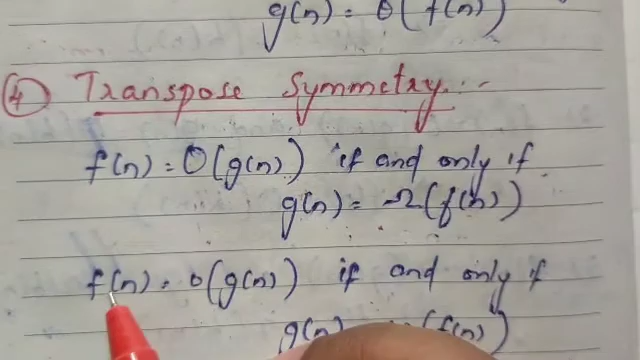 g(n) = θ(f(n))
④ Transpose Symmetry :-
f(n) = O(g(n)) if and only if
g(n) = Ω(f(n))
f(n) = o(g(n)) if and only if
g(n) (f(n))